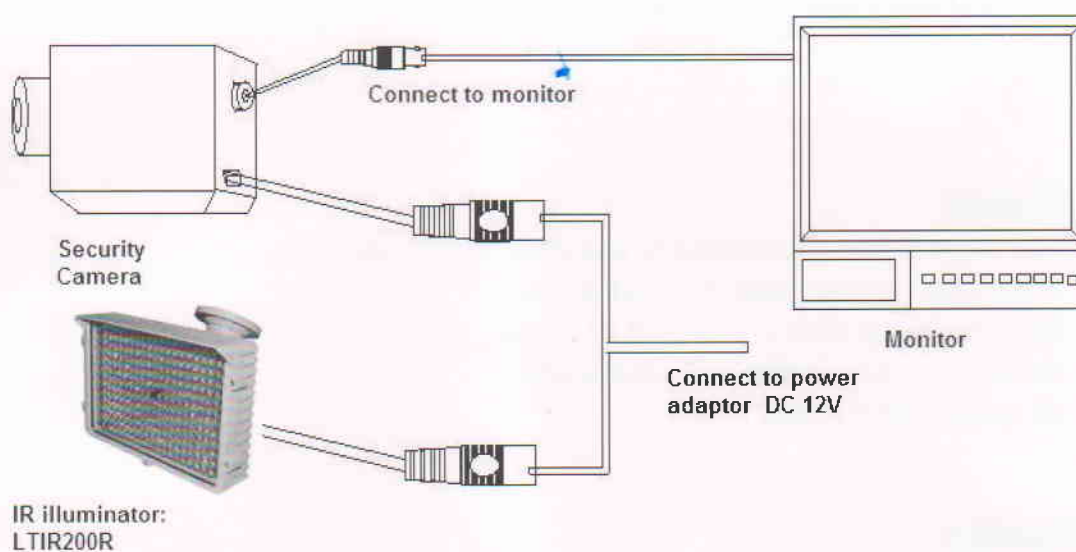 Connect to monitor
Security
Camera
Monitor
Connect to power
adaptor DC 12V
IR illuminator:
LTIR200R